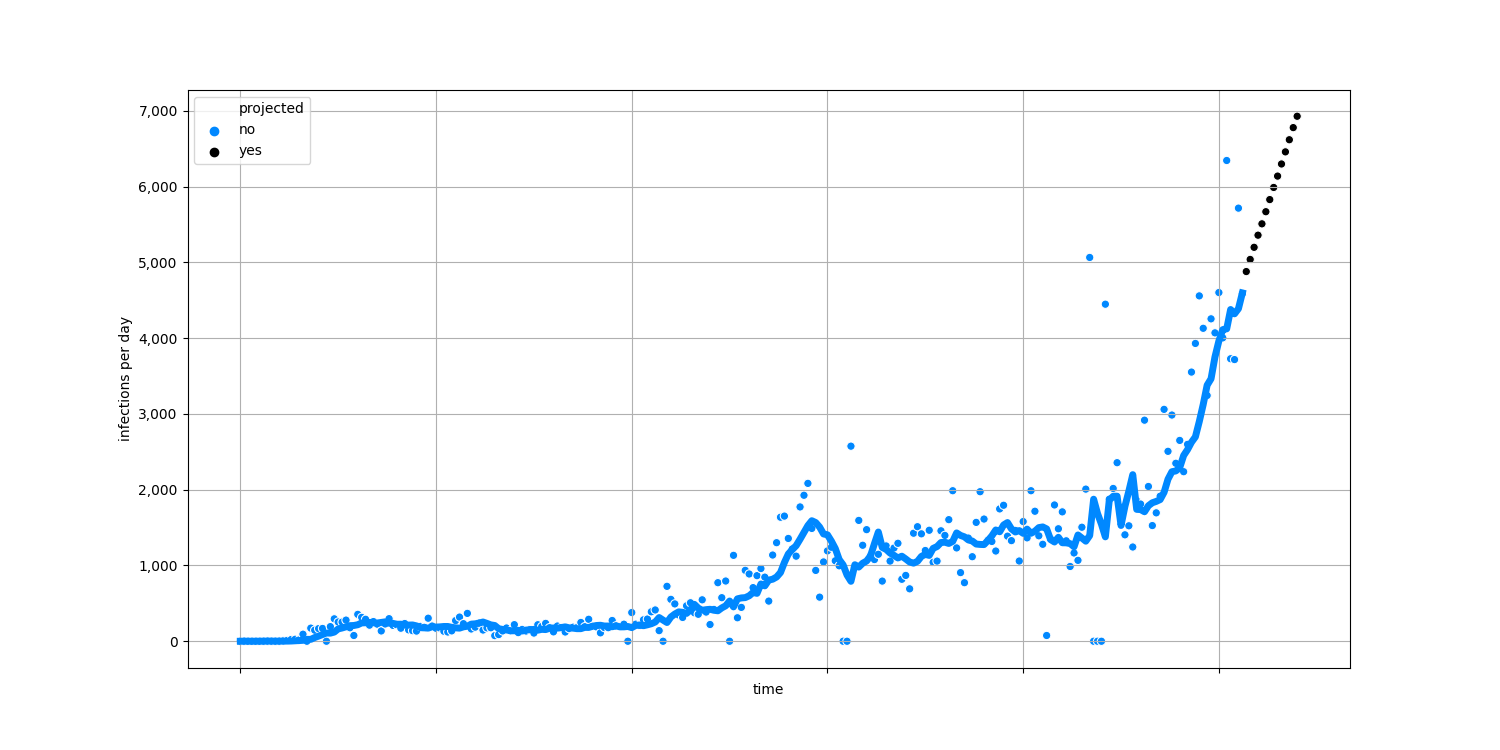 projected
no
yes
7,000
6,000
5,000
4,000
3,000
2,000
1,000
0
infections per day
time